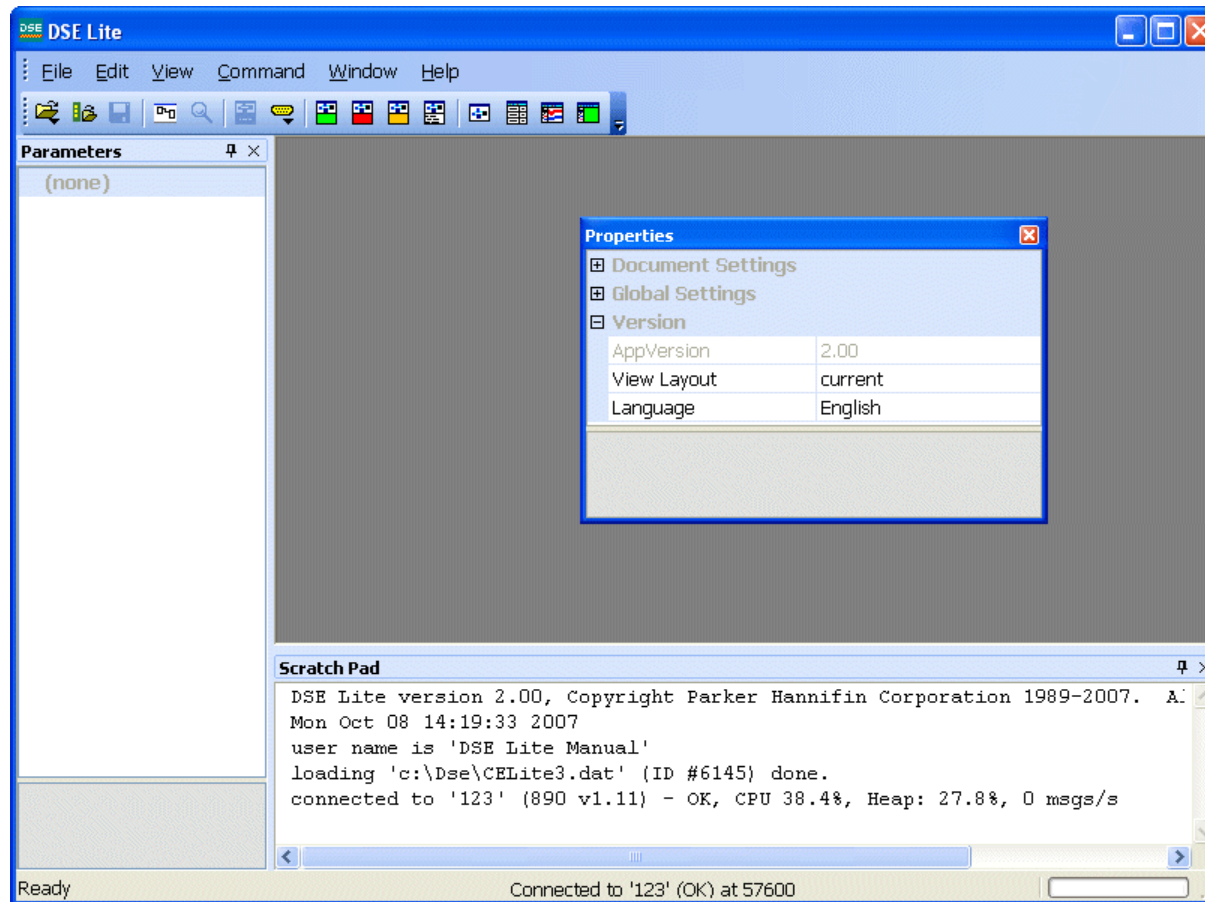 DSE DSE Lite
File Edit View Command Window Help
Parameters
(none)
Properties
Document Settings
Global Settings
Version
AppVersion 2.00
View Layout current
Language English
Scratch Pad
DSE Lite version 2.00, Copyright Parker Hannifin Corporation 1989-2007.
Mon Oct 08 14:19:33 2007
user name is 'DSE Lite Manual'
loading 'c:\Dse\CELite3.dat' (ID #6145) done.
connected to '123' (890 v1.11) - OK, CPU 38.4%, Heap: 27.8%, 0 msgs/s
Ready Connected to '123' (OK) at 57600